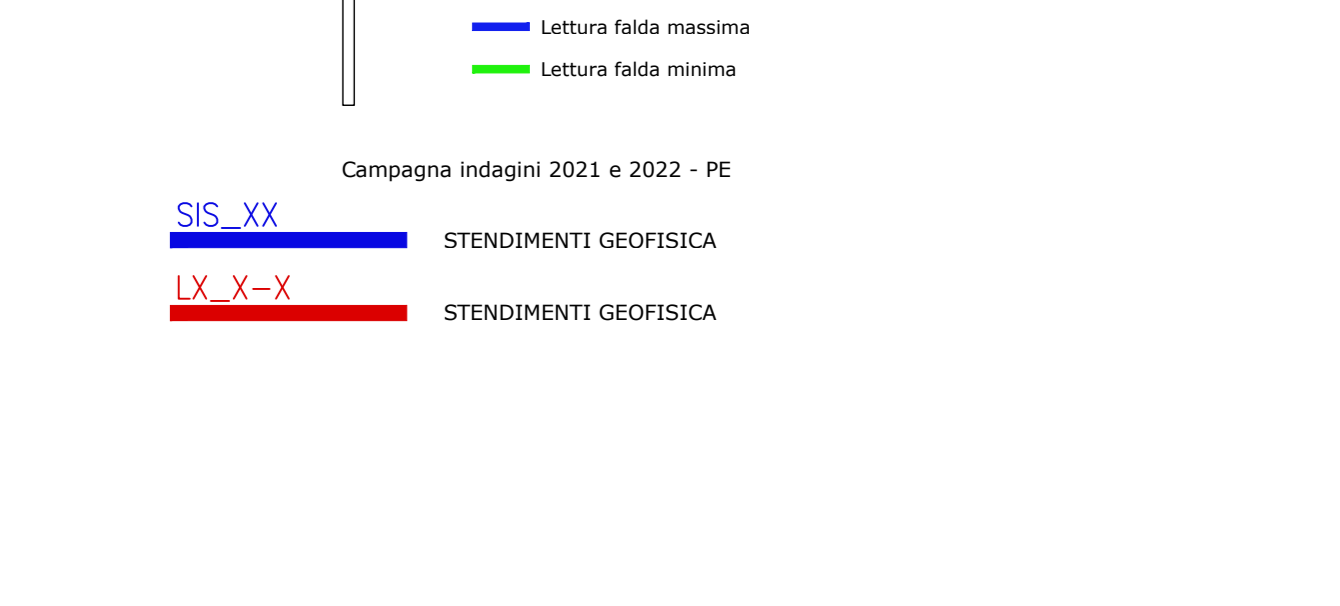 Lettura falda massima
Lettura falda minima
Campagna indagini 2021 e 2022 - PE
SIS_XX
STENDIMENTI GEOFISICA
LX_X-X
STENDIMENTI GEOFISICA